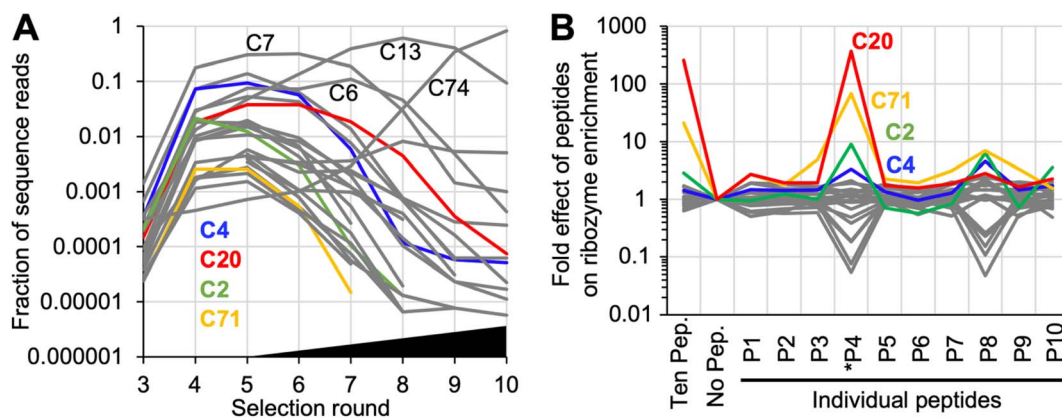 A
Fraction of sequence reads
1
0.1
0.01
0.001
0.0001
0.00001
0.000001
C7
C13
C6
C74
C4
C20
C2
C71
3 4 5 6 7 8 9 10
Selection round
B
Fold effect of peptides
on ribozyme enrichment
1000
100
10
1
0.1
0.01
C20
C71
C2
C4
Ten Pep.
No Pep.
P1
P2
P3
*P4
P5
P6
P7
P8
P9
P10
Individual peptides